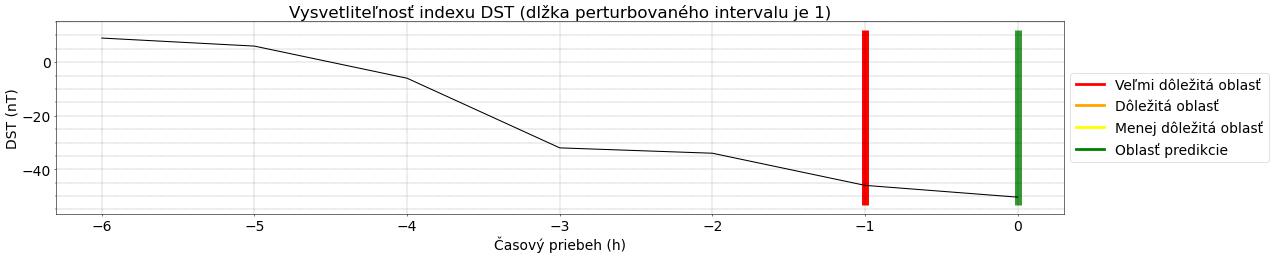 Vysvetliteľnosť indexu DST (dĺžka perturbovaného intervalu je 1)
DST (nT)
0
−20
−40
−6 −5 −4 −3 −2 −1 0
Časový priebeh (h)
Veľmi dôležitá oblasť
Dôležitá oblasť
Menej dôležitá oblasť
Oblasť predikcie